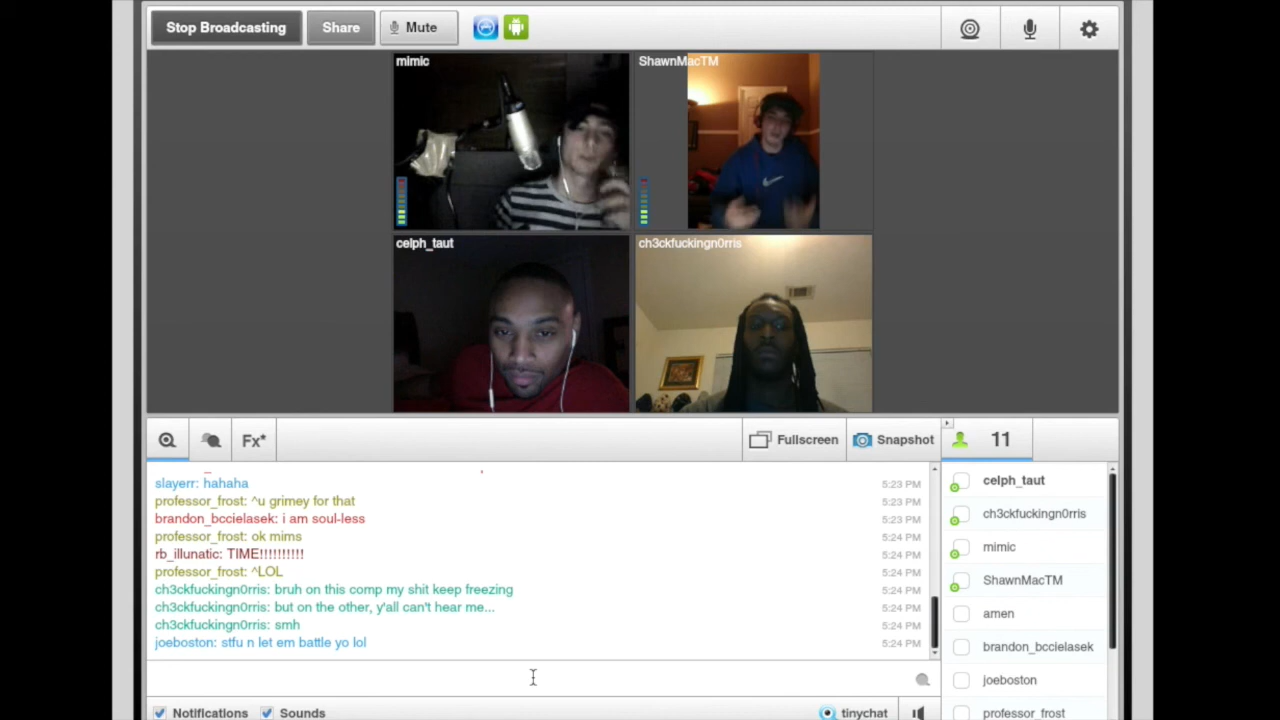 Stop Broadcasting Share Mute
mimic ShawnMacTM
celph_taut ch3ckfuckingn0rris
Fx* Fullscreen Snapshot 11
slayerr: hahaha 5:23 PM
professor_frost: ^u grimey for that 5:23 PM
brandon_bccielasek: i am soul-less 5:23 PM
professor_frost: ok mims 5:24 PM
rb_illunatic: TIME!!!!!!!!!! 5:24 PM
professor_frost: ^LOL 5:24 PM
ch3ckfuckingn0rris: bruh on this comp my shit keep freezing 5:24 PM
ch3ckfuckingn0rris: but on the other, y'all can't hear me... 5:24 PM
ch3ckfuckingn0rris: smh 5:24 PM
joeboston: stfu n let em battle yo lol 5:24 PM
celph_taut
ch3ckfuckingn0rris
mimic
ShawnMacTM
amen
brandon_bccielasek
joeboston
professor_frost
Notifications Sounds tinychat